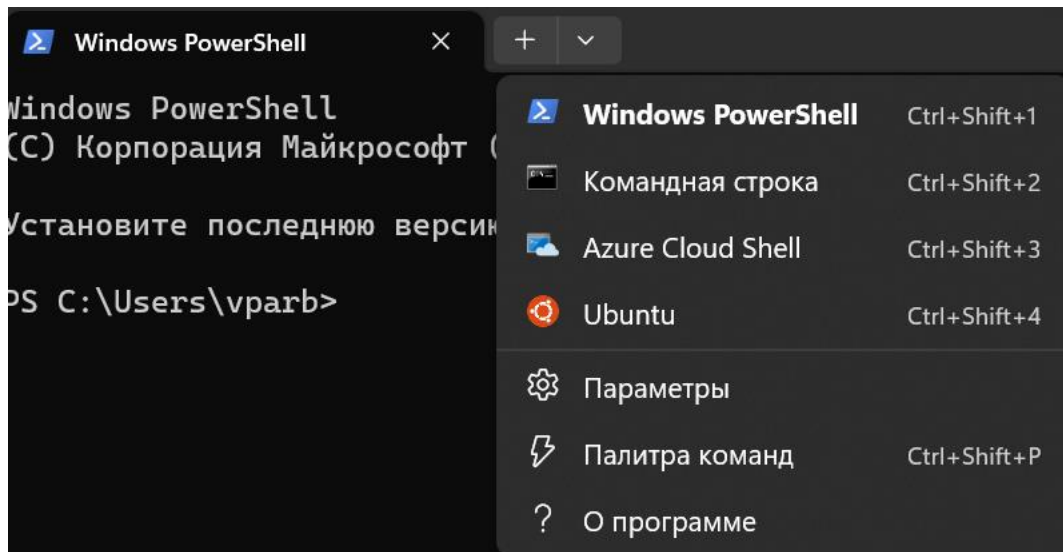 Windows PowerShell
Windows PowerShell
(C) Корпорация Майкрософт (
Установите последнюю версию
PS C:\Users\vparb>
Windows PowerShell Ctrl+Shift+1
Командная строка Ctrl+Shift+2
Azure Cloud Shell Ctrl+Shift+3
Ubuntu Ctrl+Shift+4
Параметры
Палитра команд Ctrl+Shift+P
О программе